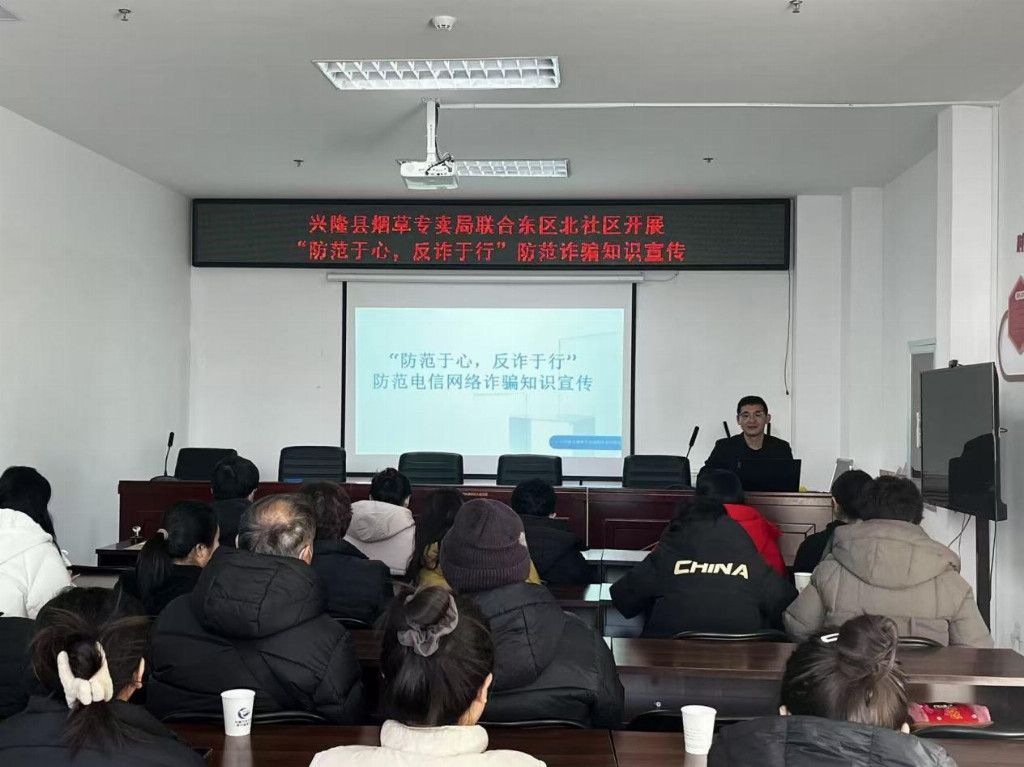 兴隆县烟草专卖局联合东区北社区开展
“防范于心，反诈于行”防范诈骗知识宣传
“防范于心，反诈于行”
防范电信网络诈骗知识宣传
CHINA